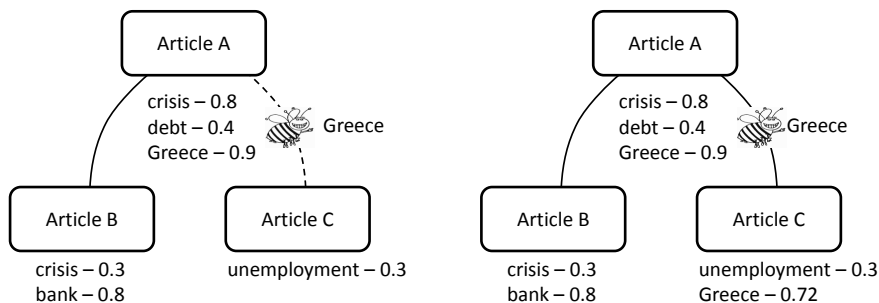 Article A
crisis – 0.8
debt – 0.4
Greece – 0.9
Greece
Article B
Article C
crisis – 0.3
bank – 0.8
unemployment – 0.3
Article A
crisis – 0.8
debt – 0.4
Greece – 0.9
Greece
Article B
Article C
crisis – 0.3
bank – 0.8
unemployment – 0.3
Greece – 0.72